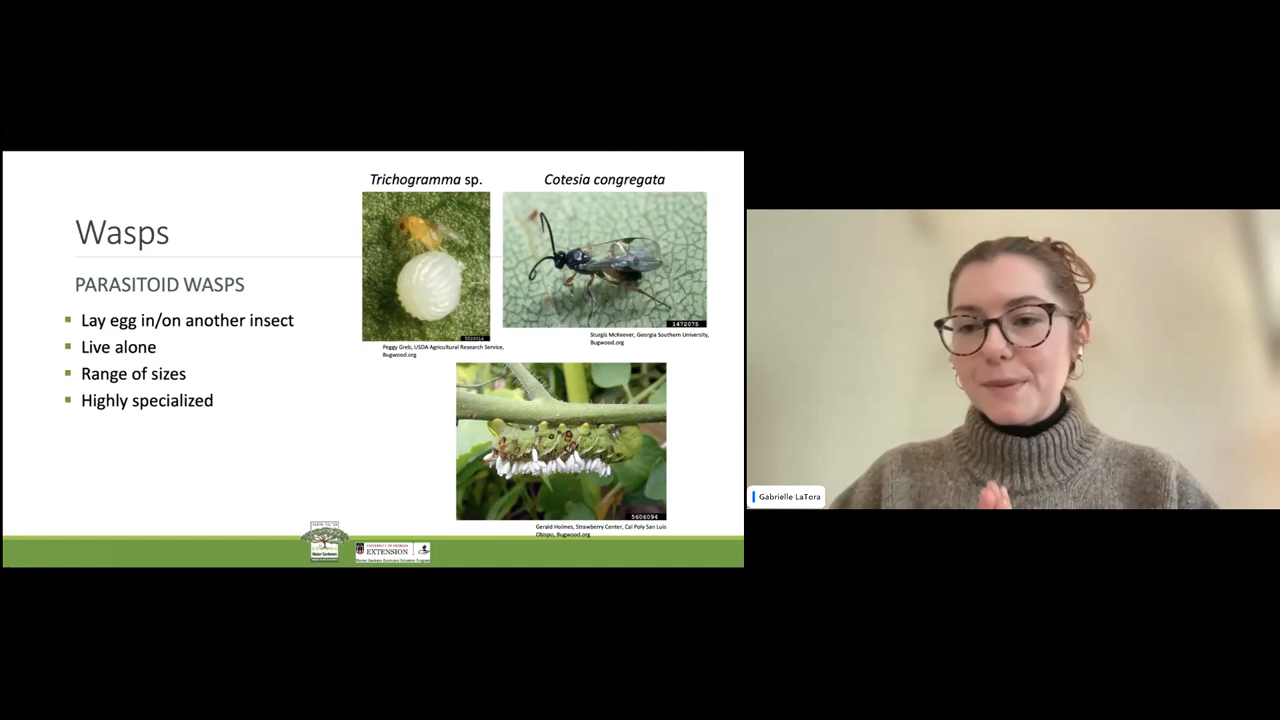 Trichogramma sp.
Cotesia congregata
Wasps
PARASITOID WASPS
Lay egg in/on another insect
Live alone
Range of sizes
Highly specialized
1472075
Peggy Greb, USDA Agricultural Research Service,
Bugwood.org
Sturgis McKeever, Georgia Southern University,
Bugwood.org
5606094
Gerald Holmes, Strawberry Center, Cal Poly San Luis
Obispo, Bugwood.org
Master Gardeners
EXTENSION
Gabrielle LaTora